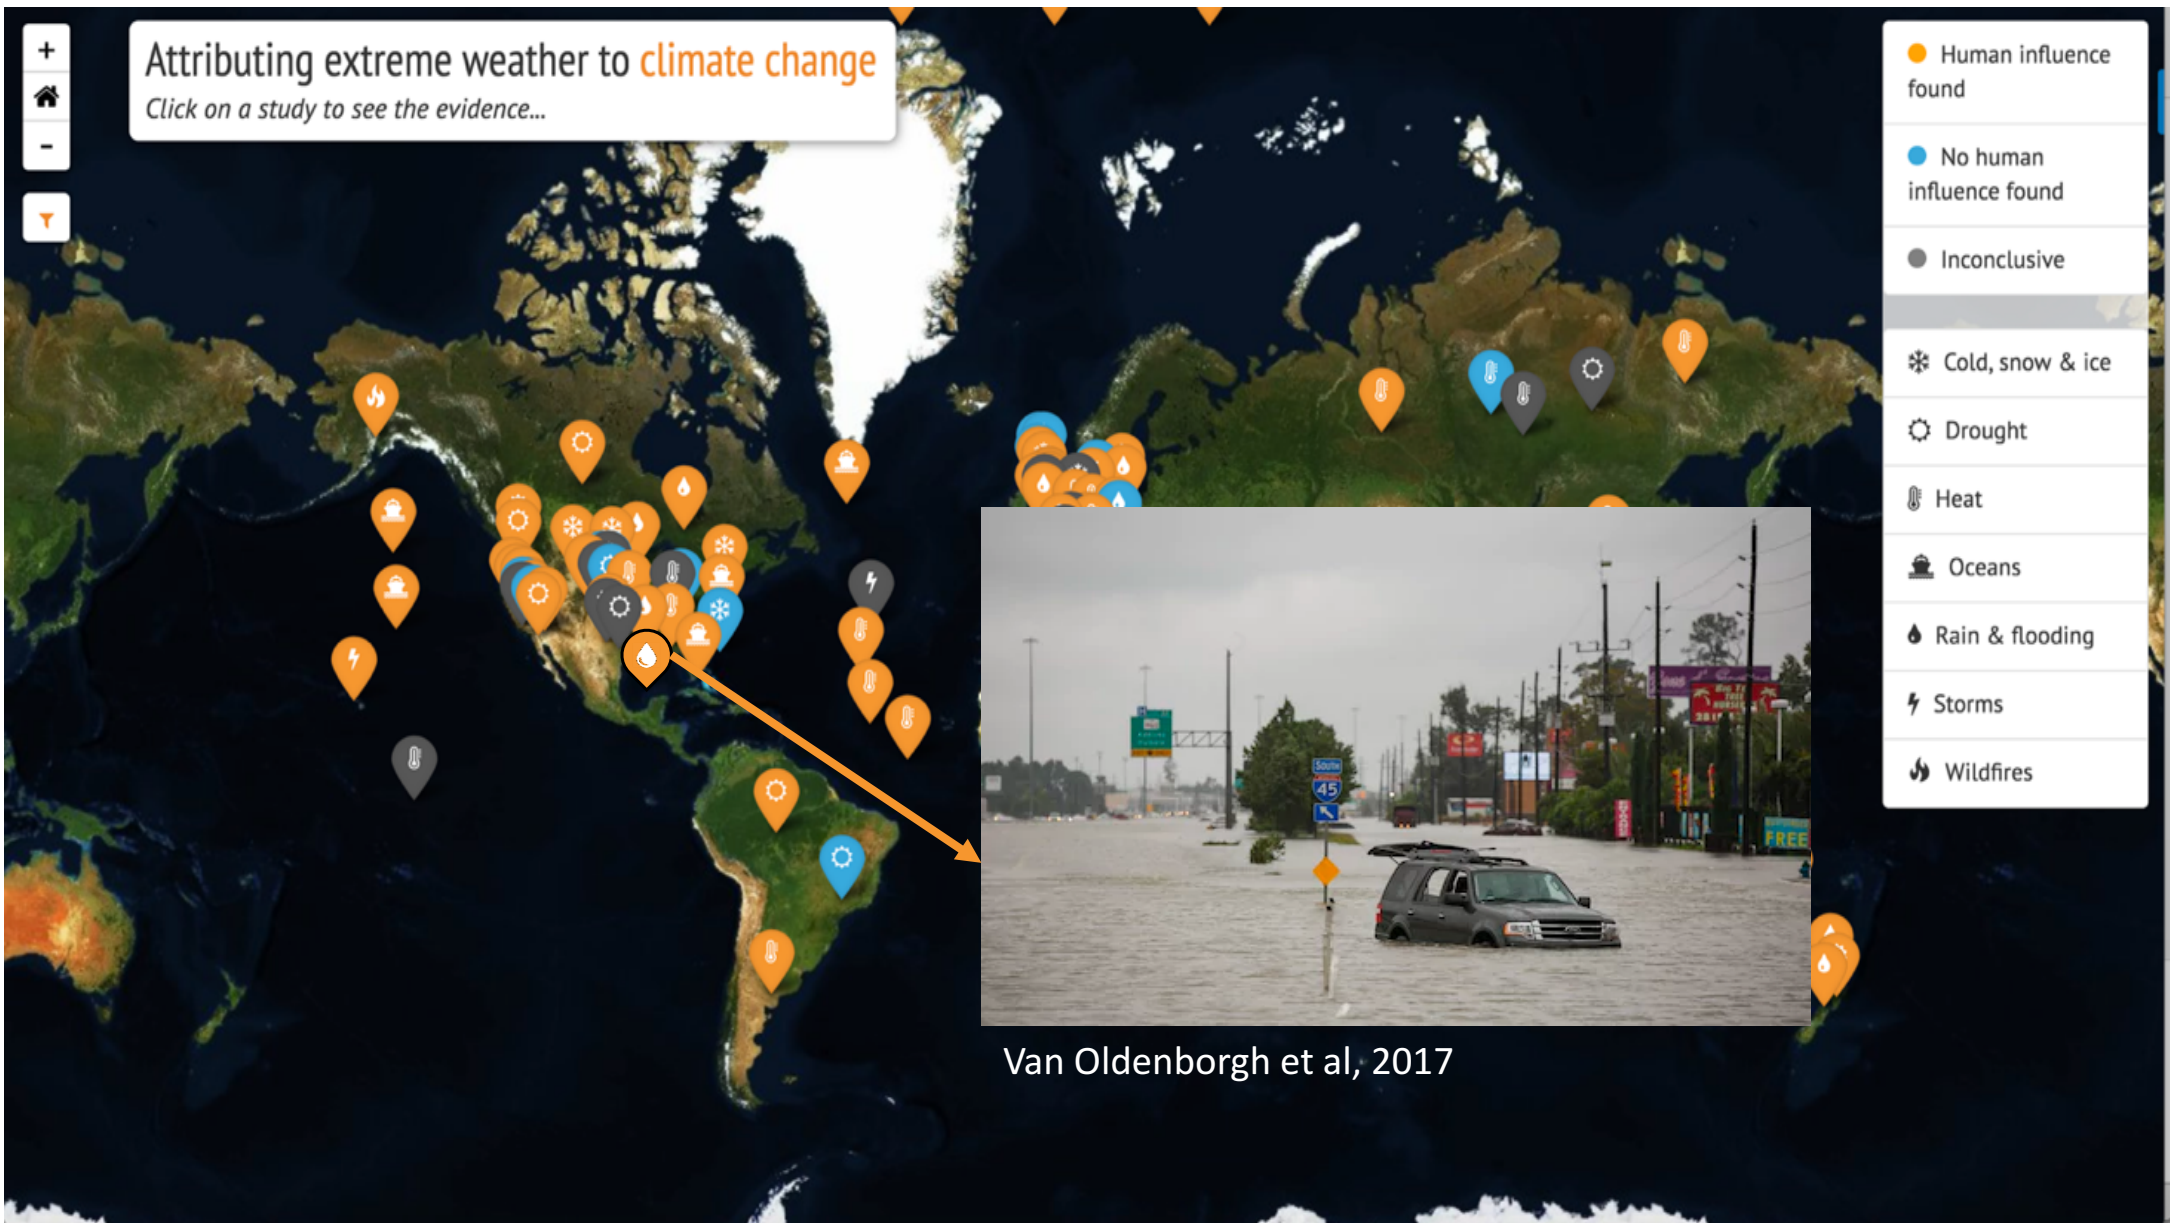 +
-
Attributing extreme weather to climate change
Click on a study to see the evidence...
Human influence
found
No human
influence found
Inconclusive
Cold, snow & ice
Drought
Heat
Oceans
Rain & flooding
Storms
Wildfires
SOUTH
45
FREE
Van Oldenborgh et al, 2017